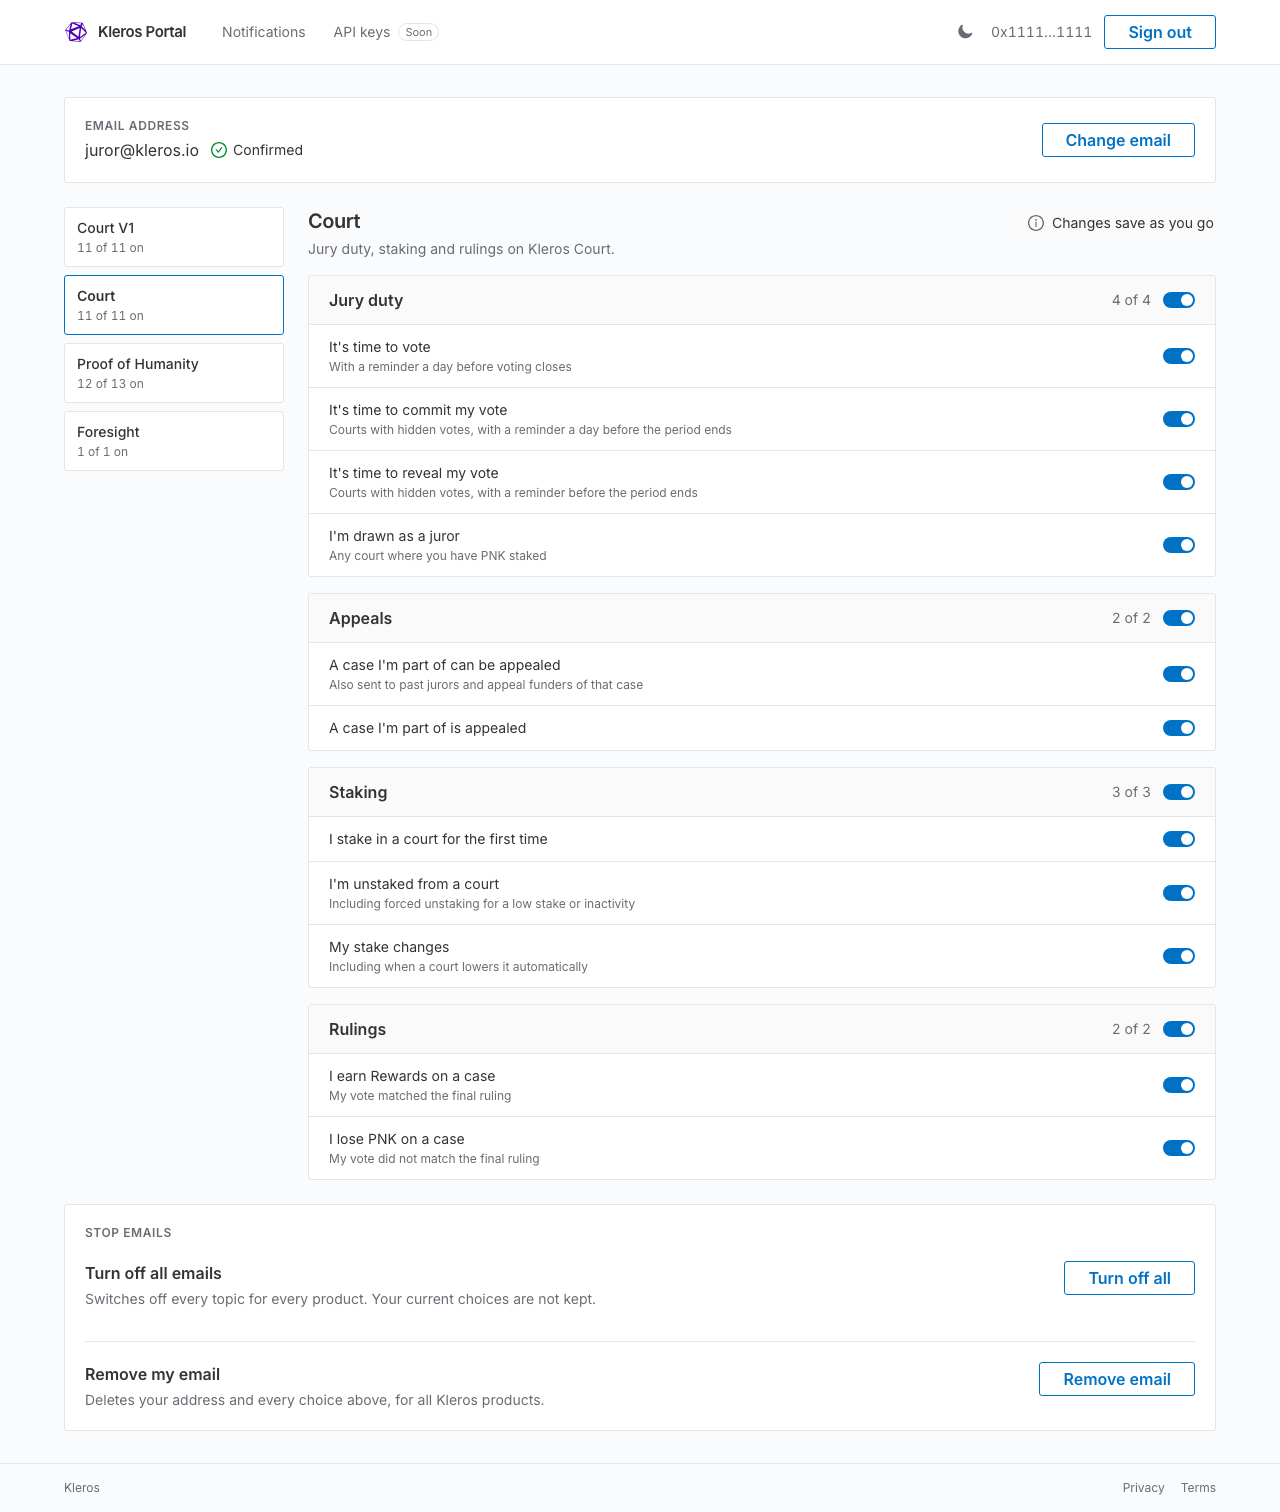 Kleros Portal
Notifications
API keys
Soon
0x1111...1111
Sign out
EMAIL ADDRESS
juror@kleros.io
Confirmed
Change email
Court V1
11 of 11 on
Court
11 of 11 on
Proof of Humanity
12 of 13 on
Foresight
1 of 1 on
Court
Jury duty, staking and rulings on Kleros Court.
Changes save as you go
Jury duty
4 of 4
It's time to vote
With a reminder a day before voting closes
It's time to commit my vote
Courts with hidden votes, with a reminder a day before the period ends
It's time to reveal my vote
Courts with hidden votes, with a reminder before the period ends
I'm drawn as a juror
Any court where you have PNK staked
Appeals
2 of 2
A case I'm part of can be appealed
Also sent to past jurors and appeal funders of that case
A case I'm part of is appealed
Staking
3 of 3
I stake in a court for the first time
I'm unstaked from a court
Including forced unstaking for a low stake or inactivity
My stake changes
Including when a court lowers it automatically
Rulings
2 of 2
I earn Rewards on a case
My vote matched the final ruling
I lose PNK on a case
My vote did not match the final ruling
STOP EMAILS
Turn off all emails
Switches off every topic for every product. Your current choices are not kept.
Turn off all
Remove my email
Deletes your address and every choice above, for all Kleros products.
Remove email
Kleros
Privacy
Terms